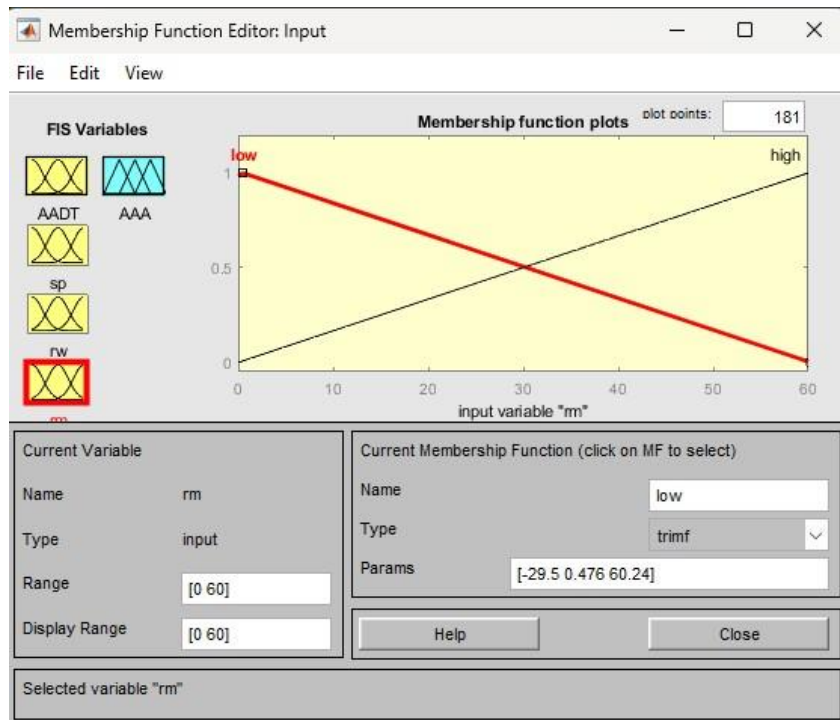 Membership Function Editor: Input
File Edit View
FIS Variables
AADT
AAA
sp
rw
rm
Membership function plots
plot points:
181
low
high
1
0.5
0
0 10 20 30 40 50 60
input variable "rm"
Current Variable
Name rm
Type input
Range [0 60]
Display Range [0 60]
Current Membership Function (click on MF to select)
Name low
Type trimf
Params [-29.5 0.476 60.24]
Help
Close
Selected variable "rm"